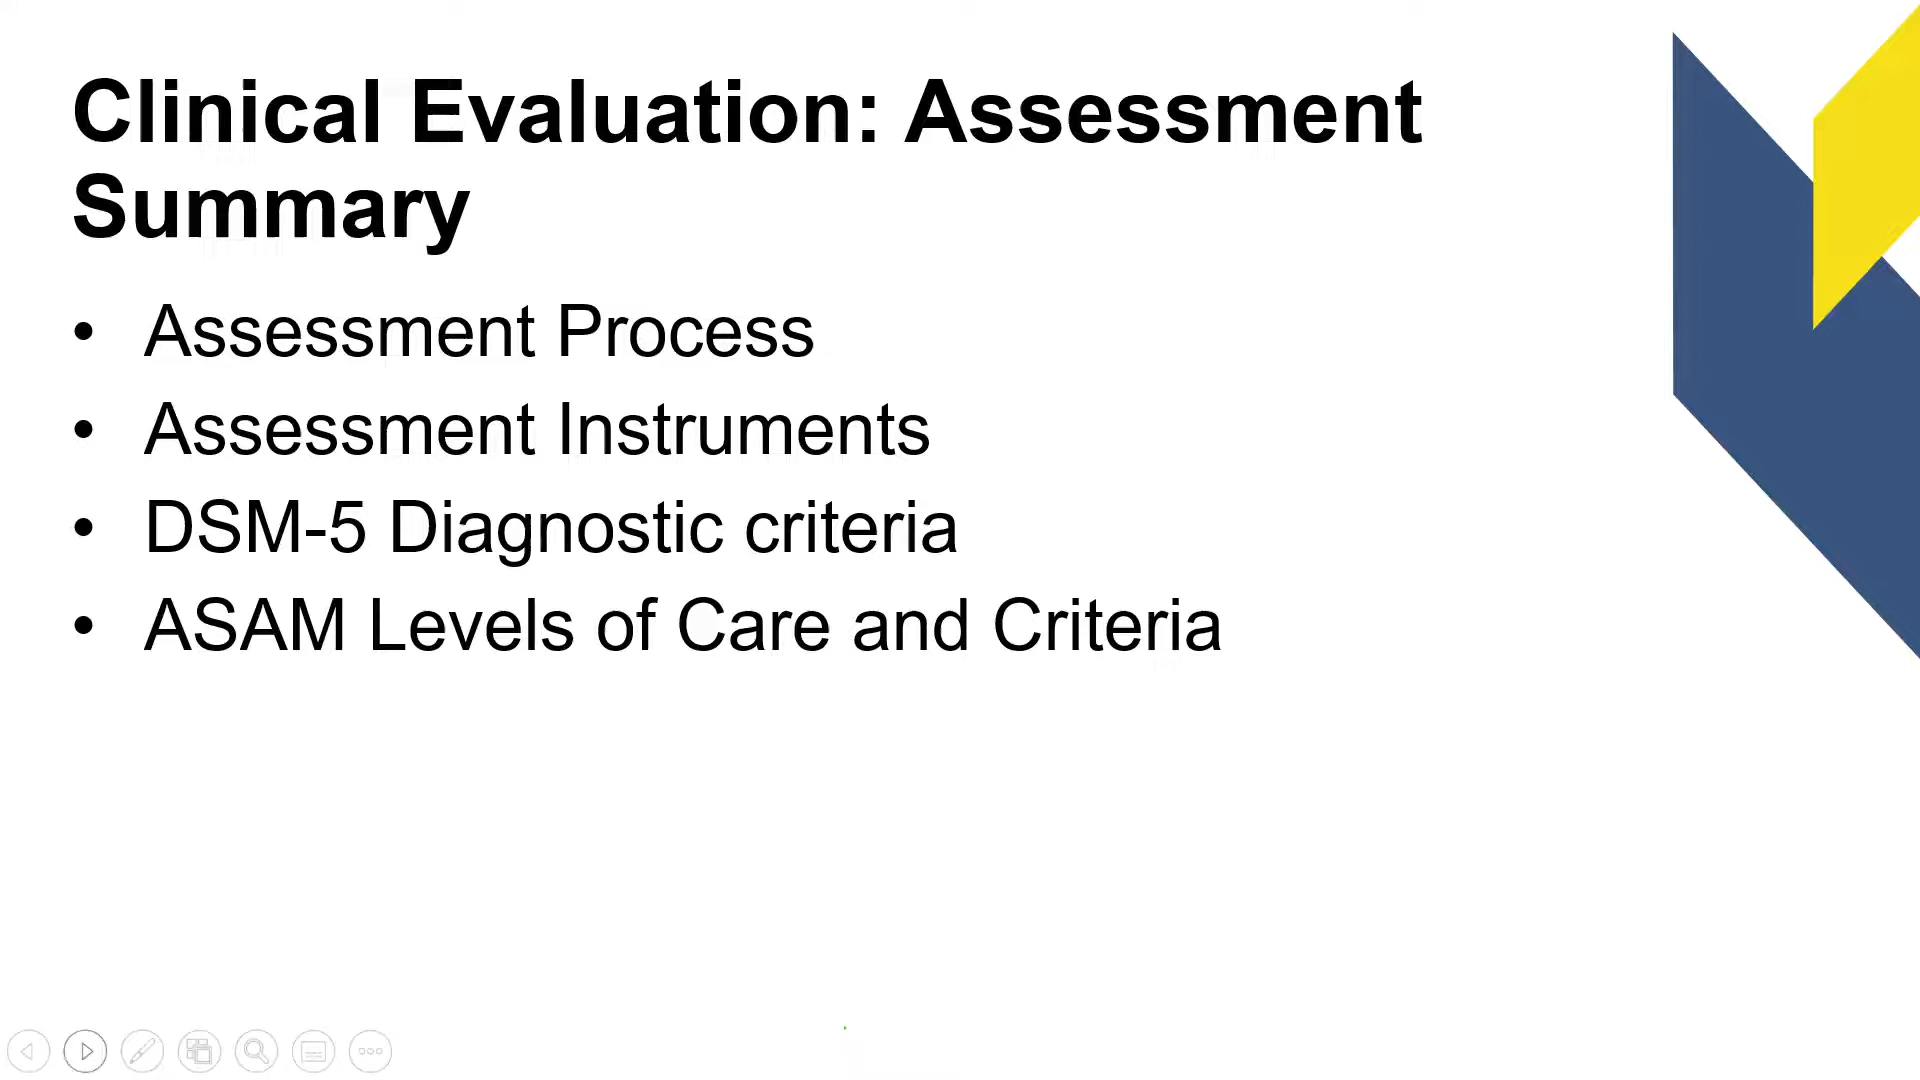 Clinical Evaluation: Assessment
Summary
• Assessment Process
• Assessment Instruments
• DSM-5 Diagnostic criteria
• ASAM Levels of Care and Criteria